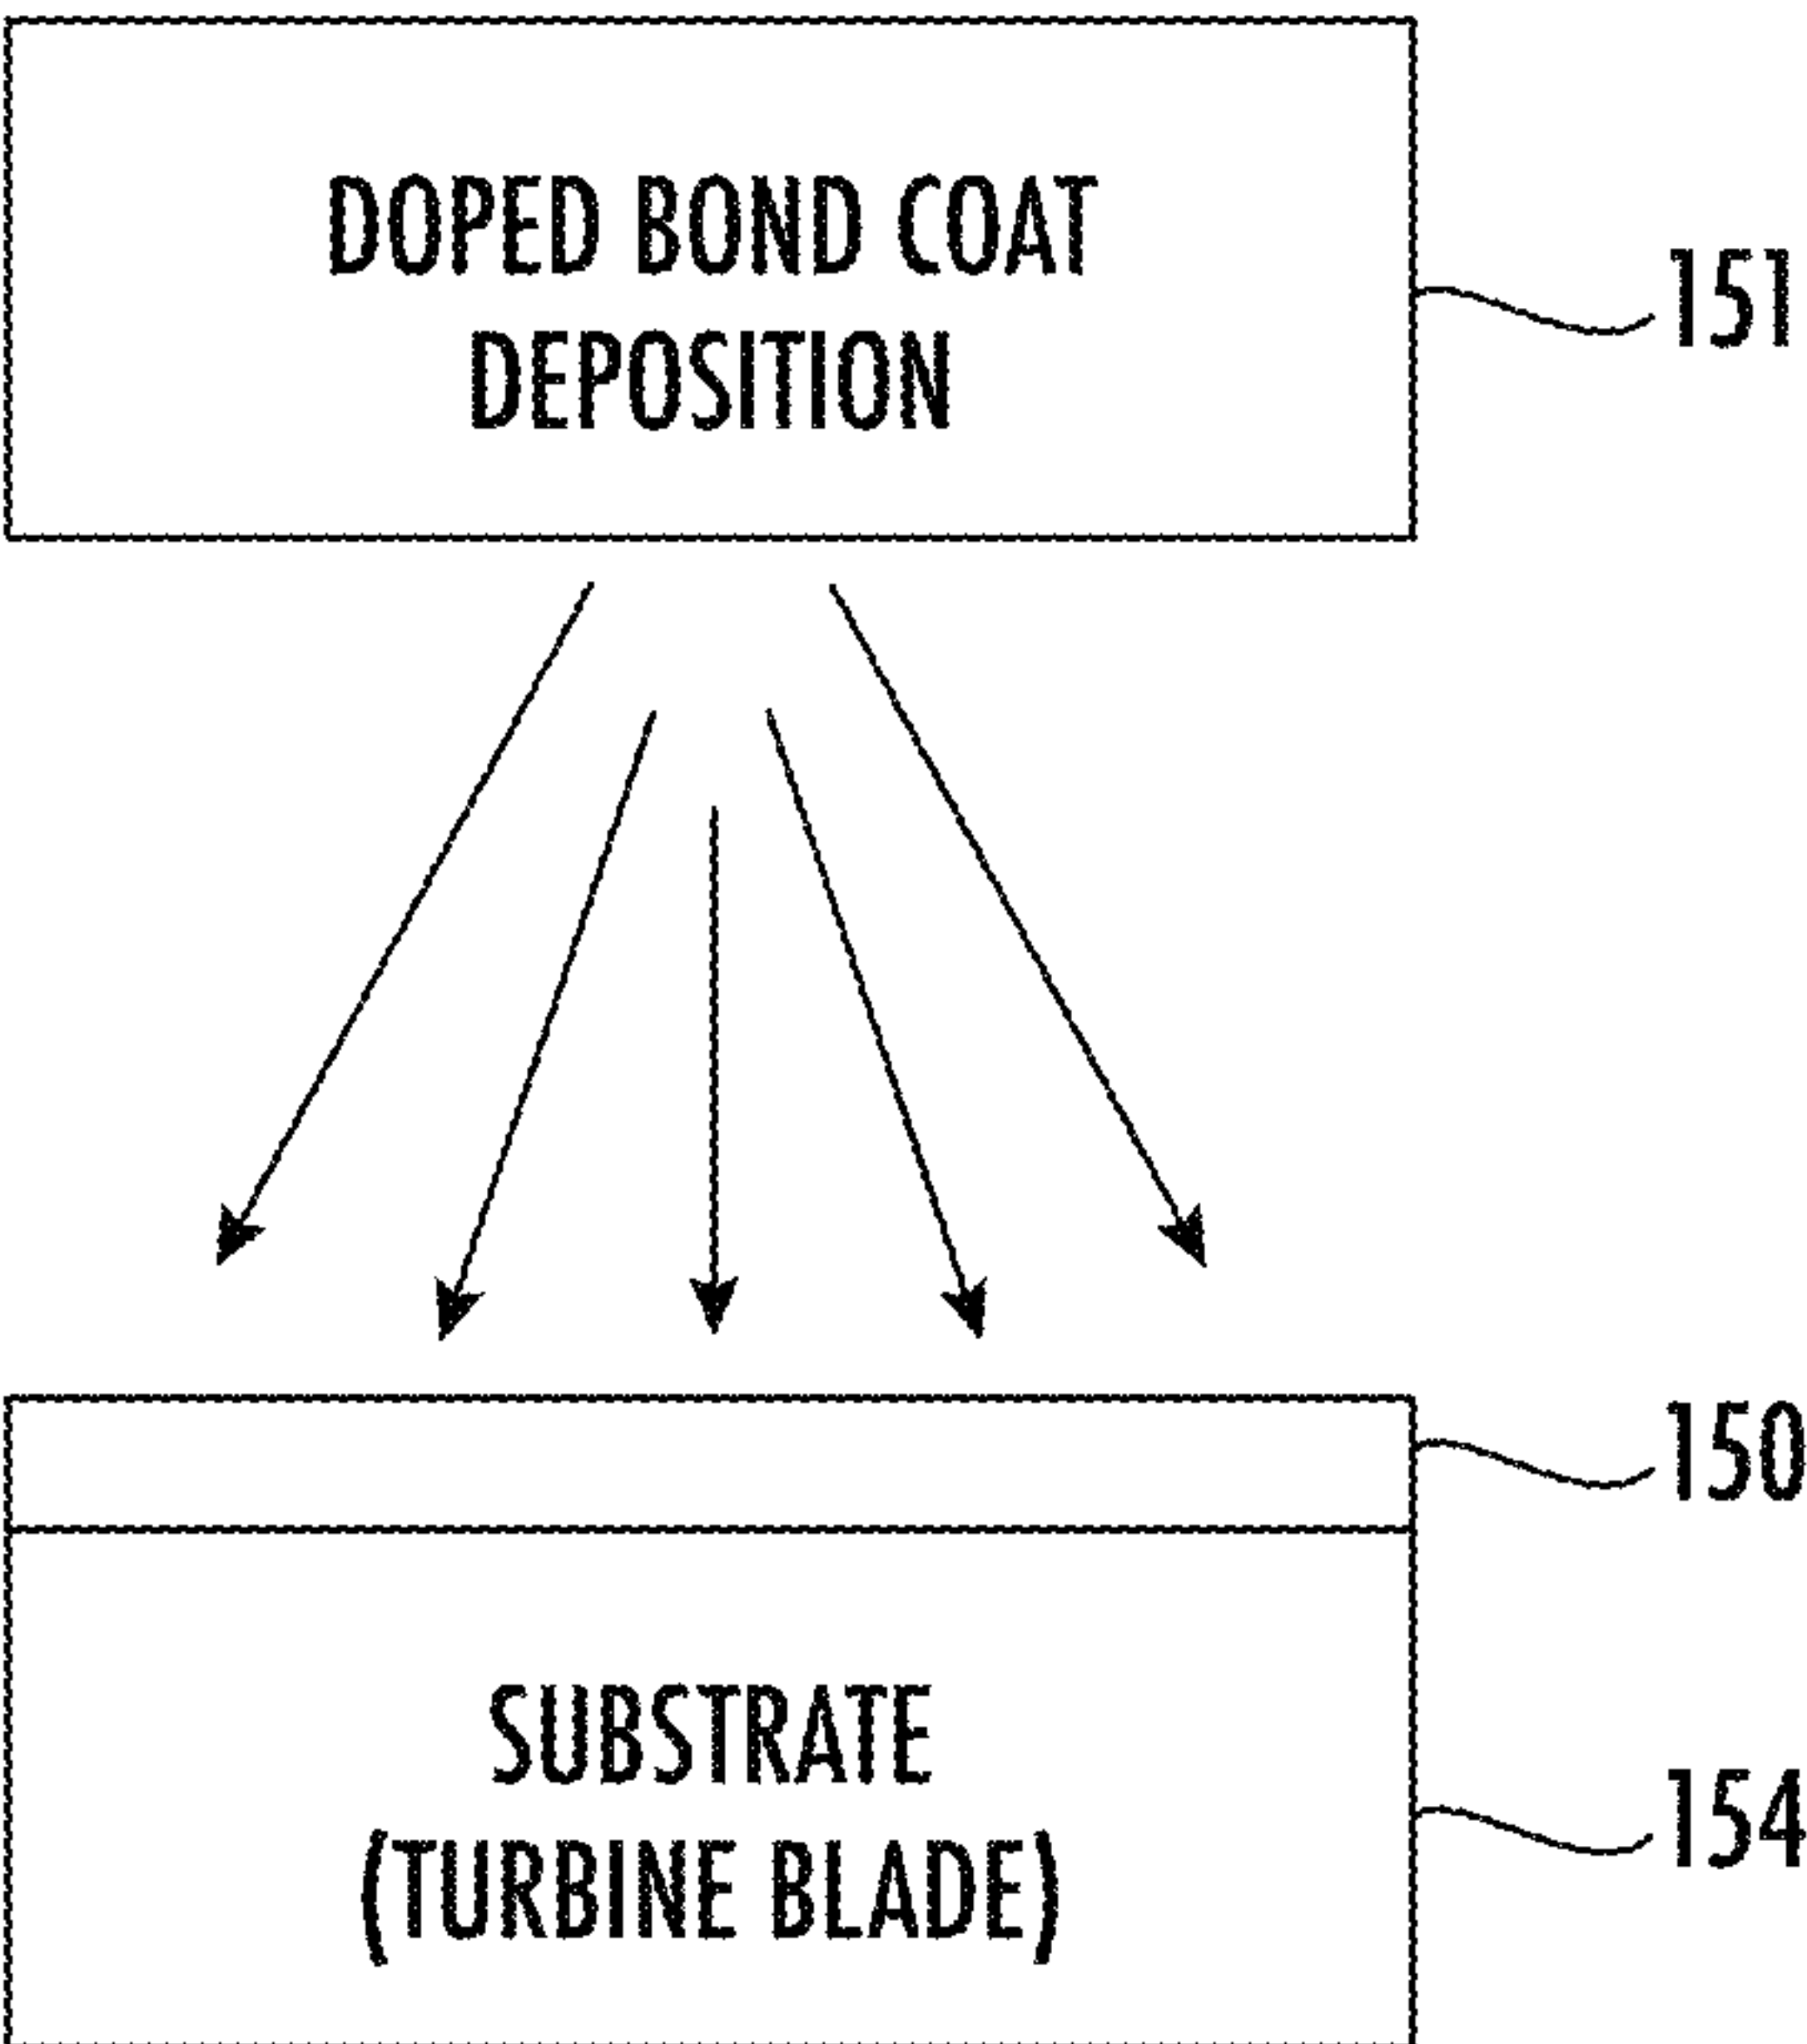 DOPED BOND COAT
DEPOSITION
151
150
SUBSTRATE
(TURBINE BLADE)
154